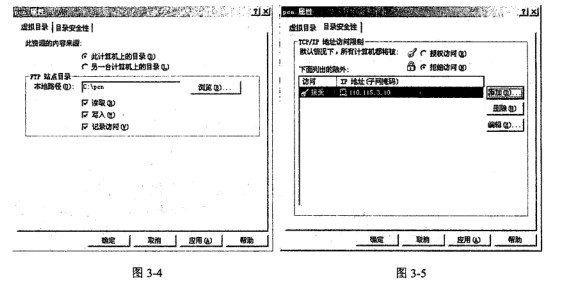 虚拟目录 目录安全性
此资源的内容来源:
此计算机上的目录(D)
另一台计算机上的目录(L)
FTP 站点目录
本地路径(O): E:\pcn 浏览(B)...
读取(R)
写入(W)
记录访问(V)
确定 取消 应用(A) 帮助
图 3-4
pcn 属性
虚拟目录 目录安全性
TCP/IP 地址访问限制
默认情况下,所有计算机都将被: 授权访问(G)
拒绝访问(N)
下面列出的除外:
访问 IP 地址(子网掩码)
授权 110.115.3.10
添加(D)...
删除(M)
编辑(I)...
确定 取消 应用(A) 帮助
图 3-5